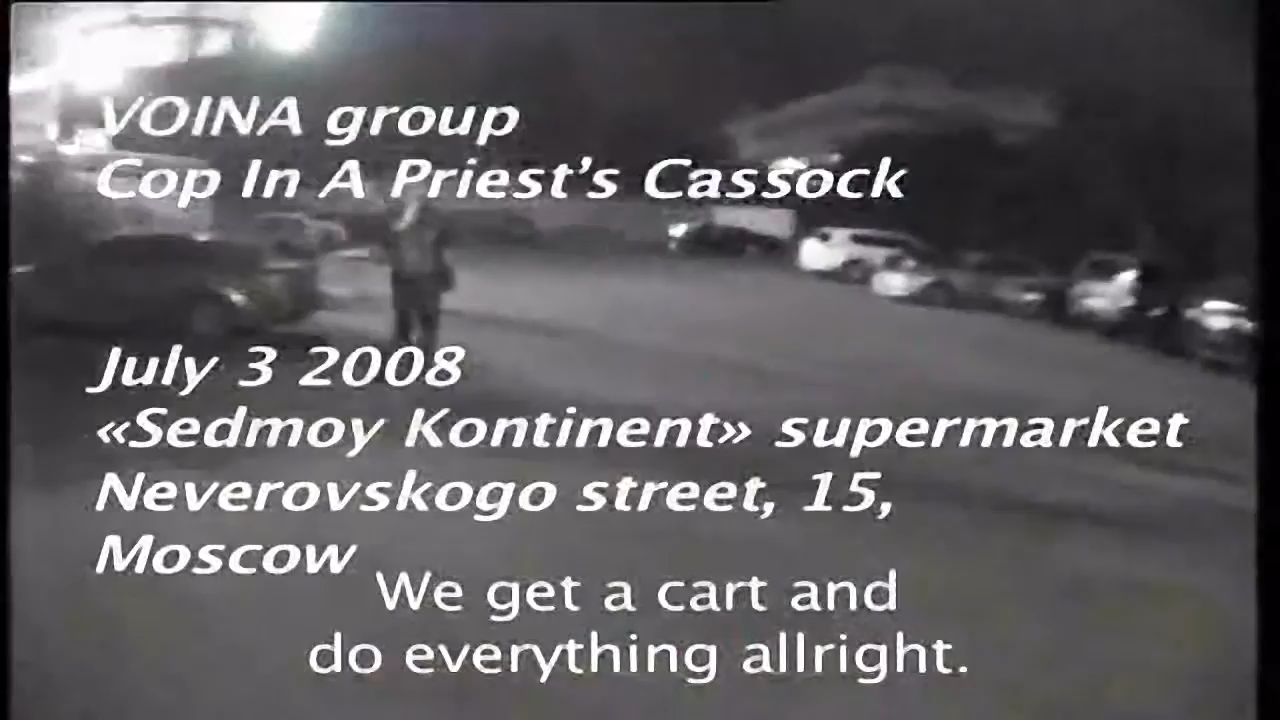 VOINA group
Cop In A Priest's Cassock
July 3 2008
«Sedmoy Kontinent» supermarket
Neverovskogo street, 15,
Moscow
We get a cart and
do everything allright.